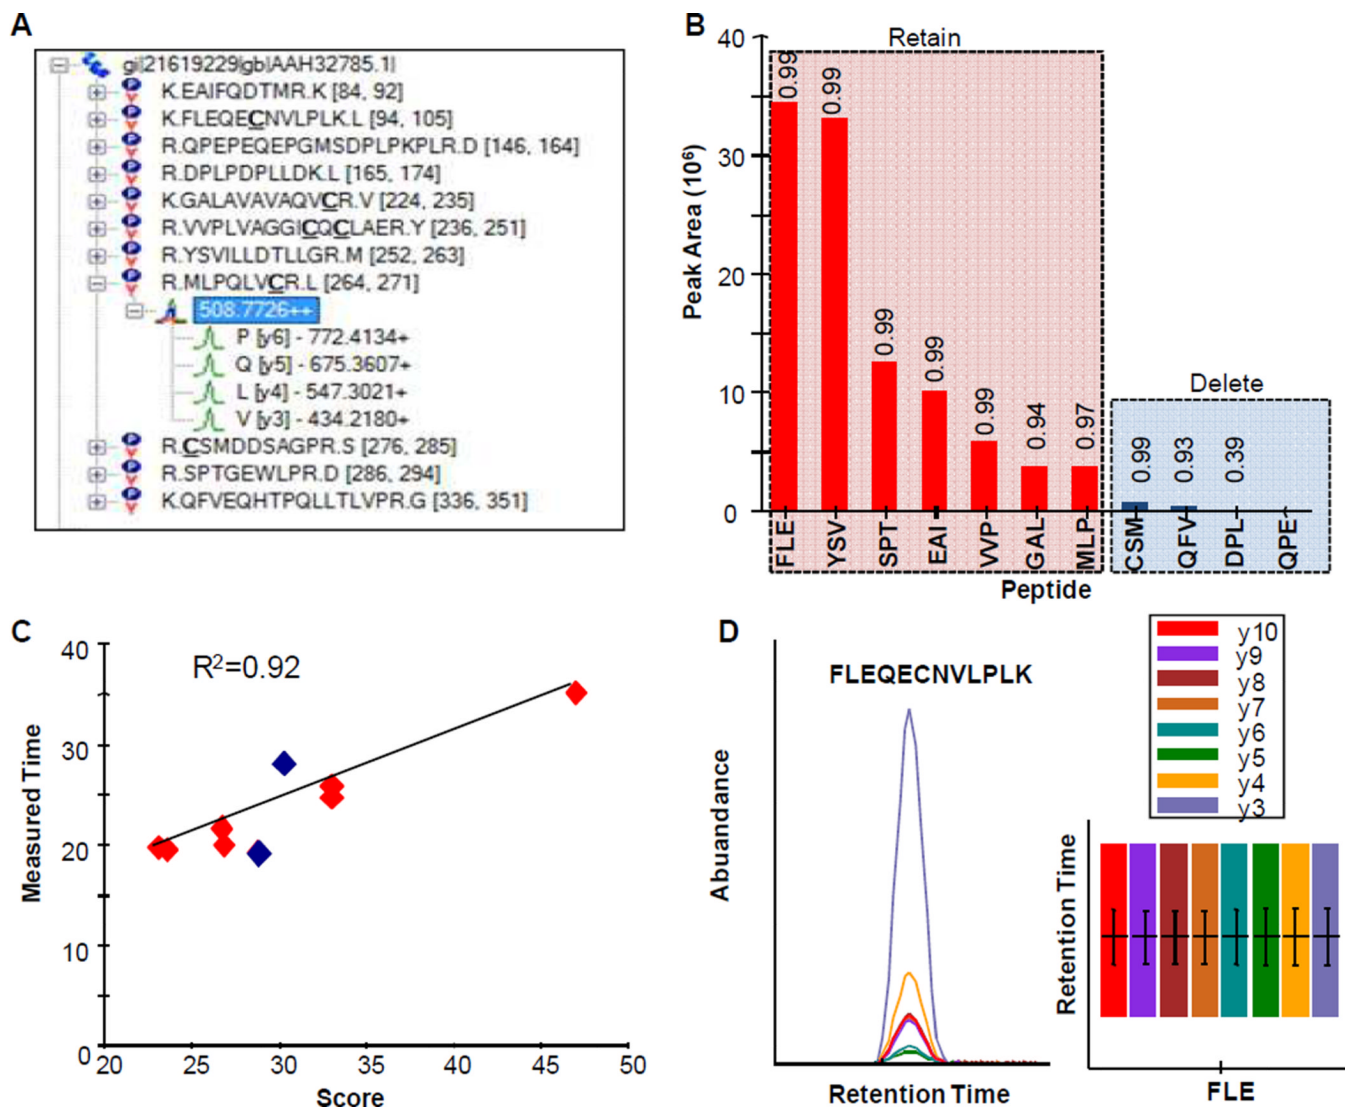 A
gi|21619229|gb|AAH32785.1|
K.EAIFQDTMR.K [84, 92]
K.FLEQECNVLPLK.L [94, 105]
R.QPEPEQEPGMSDPLPKPLR.D [146, 164]
R.DPLPDPLLDK.L [165, 174]
K.GALAVAVAQVCR.V [224, 235]
R.VVPLVAGGICQCLAER.Y [236, 251]
R.YSVILLDTLLGR.M [252, 263]
R.MLPQLVCR.L [264, 271]
508.7726++
P [y6] - 772.4134+
Q [y5] - 675.3607+
L [y4] - 547.3021+
V [y3] - 434.2180+
R.CSMDDSAGPR.S [276, 285]
R.SPTGEWLPR.D [286, 294]
K.QFVEQHTPQLLTLVPR.G [336, 351]
B
Retain
Delete
Peak Area (10⁶)
40
30
20
10
0
0.99
0.99
0.99
0.99
0.99
0.94
0.97
0.99
0.93
0.39
FLE
YSV
SPT
EAI
VVP
GAL
MLP
CSM
QFV
DPL
QPE
Peptide
C
R²=0.92
Measured Time
40
30
20
10
0
20
25
30
35
40
45
50
Score
D
FLEQECNVLPLK
Abuandance
Retention Time
y10
y9
y8
y7
y6
y5
y4
y3
Retention Time
FLE